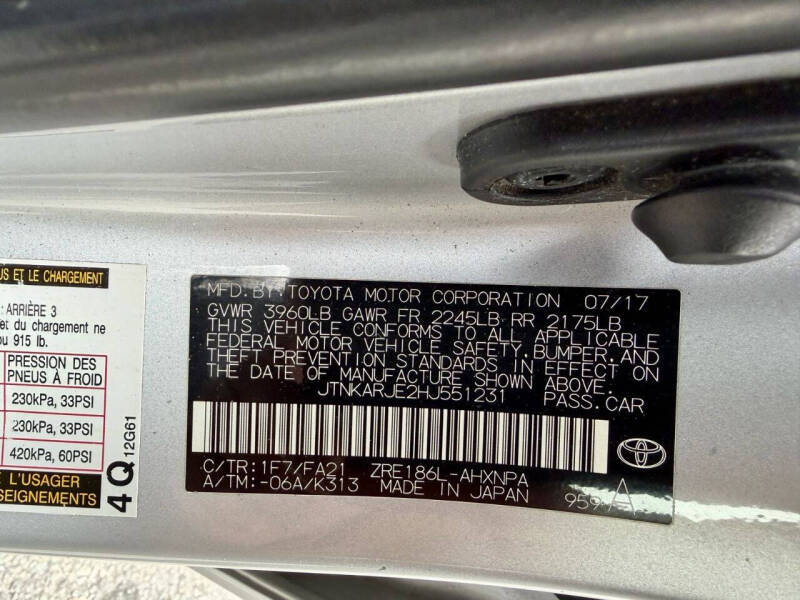 US ET LE CHARGEMENT
: ARRIÈRE 3
et du chargement ne
ou 915 lb.
PRESSION DES
PNEUS À FROID
230kPa, 33PSI
230kPa, 33PSI
420kPa, 60PSI
L'USAGER
SEIGNEMENTS
4Q 12G61
MFD. BY: TOYOTA MOTOR CORPORATION 07/17
GVWR 3960LB GAWR FR 2245LB RR 2175LB
THIS VEHICLE CONFORMS TO ALL APPLICABLE
FEDERAL MOTOR VEHICLE SAFETY, BUMPER, AND
THEFT PREVENTION STANDARDS IN EFFECT ON
THE DATE OF MANUFACTURE SHOWN ABOVE.
JTNKARJE2HJ551231 PASS. CAR
C/TR: 1F7/FA21 ZRE186L-AHXNPA
A/TM: -06A/K313 MADE IN JAPAN
959 A